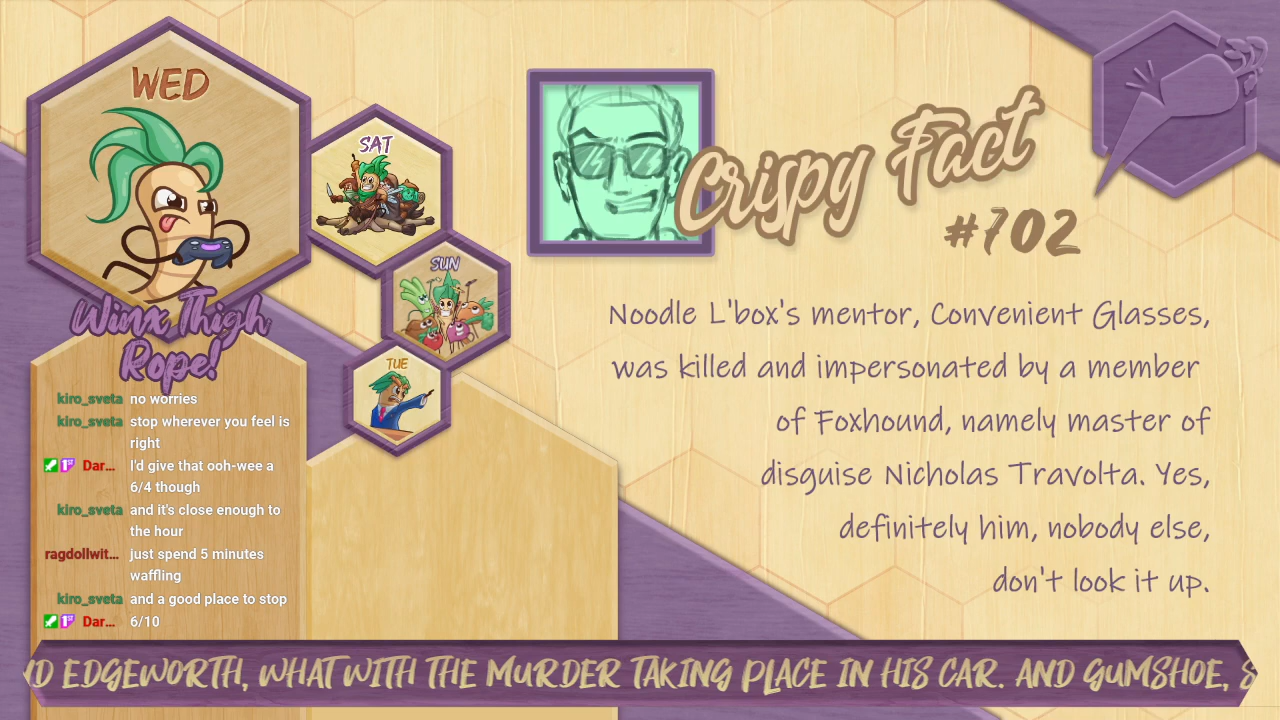 WED
SAT
SUN
TUE
Winx Thigh
Rope!
kiro_sveta no worries
kiro_sveta stop wherever you feel is
right
Dar... I'd give that ooh-wee a
6/4 though
kiro_sveta and it's close enough to
the hour
ragdollwit... just spend 5 minutes
waffling
kiro_sveta and a good place to stop
Dar... 6/10
Crispy Fact
#702
Noodle L'box's mentor, Convenient Glasses,
was killed and impersonated by a member
of Foxhound, namely master of
disguise Nicholas Travolta. Yes,
definitely him, nobody else,
don't look it up.
EDGEWORTH, WHAT WITH THE MURDER TAKING PLACE IN HIS CAR. AND GUMSHOE,